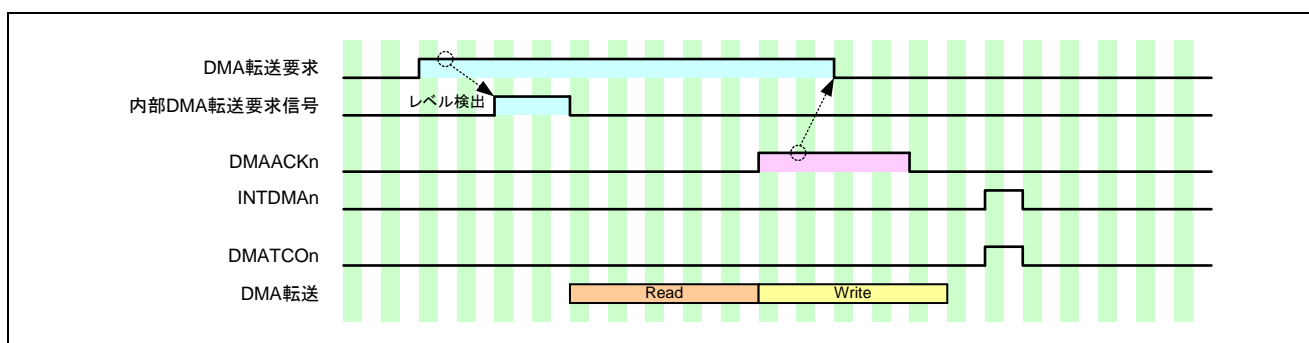 DMA転送要求
内部DMA転送要求信号
レベル検出
DMAACKn
INTDMAn
DMATCOn
DMA転送
Read
Write